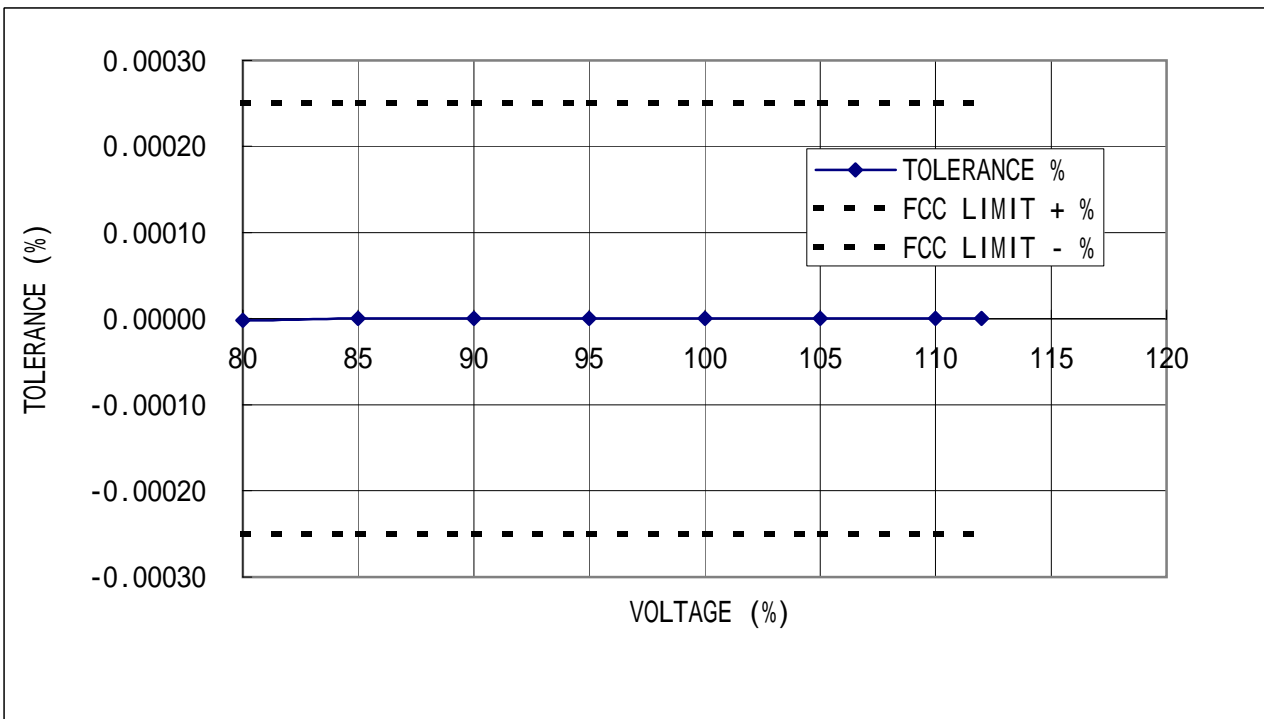 0.00030
0.00020
TOLERANCE %
FCC LIMIT + %
0.00010
FCC LIMIT - %
TOLERANCE (%)
0.00000
80 85 90 95 100 105 110 115 120
-0.00010
-0.00020
-0.00030
VOLTAGE (%)